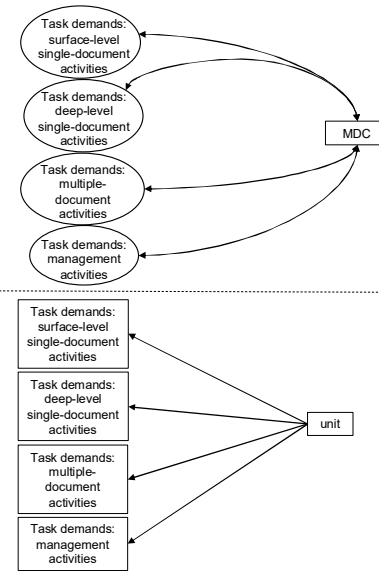 Task demands:
surface-level
single-document
activities
Task demands:
deep-level
single-document
activities
MDC
Task demands:
multiple-
document
activities
Task demands:
management
activities
Task demands:
surface-level
single-document
activities
Task demands:
deep-level
single-document
activities
unit
Task demands:
multiple-
document
activities
Task demands:
management
activities